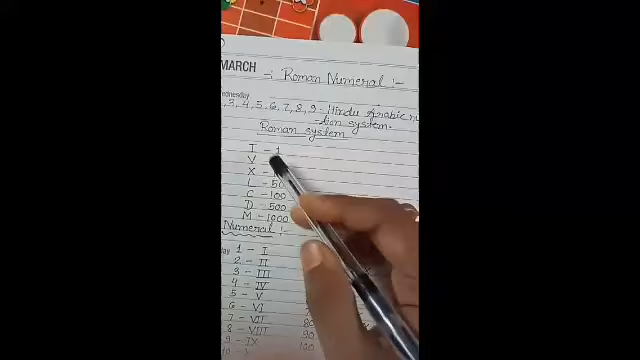 MARCH
-: Roman Numeral :-
3, 4, 5, 6, 7, 8, 9 - Hindu Arabic nu
-tion system.
Roman system
I - 1
V -
X -
L - 50
C - 100
D - 500
M - 1000
Numeral :-
1 - I
2 - II
3 - III
4 - IV
5 - V
6 - VI
7 - VII
8 - VIII
9 - IX
80
90
100